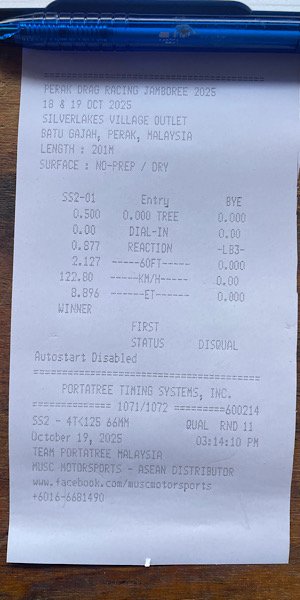 PERAK DRAG RACING JAMBOREE 2025
18 & 19 OCT 2025
SILVERLAKES VILLAGE OUTLET
BATU GAJAH, PERAK, MALAYSIA
LENGTH : 201M
SURFACE : NO-PREP / DRY
SS2-01 Entry BYE
0.500 0.000 TREE 0.000
0.00 DIAL-IN 0.00
0.877 REACTION -LB3-
2.127 -----60FT----- 0.000
122.80 -----KM/H----- 0.00
8.896 ------ET------ 0.000
WINNER
FIRST
STATUS DISQUAL
Autostart Disabled
========================================
PORTATREE TIMING SYSTEMS, INC.
============== 1071/1072 =========600214
SS2 - 4T<125 66MM QUAL RND 11
October 19, 2025 03:14:10 PM
TEAM PORTATREE MALAYSIA
MUSC MOTORSPORTS - ASEAN DISTRIBUTOR
www.facebook.com/muscmotorsports
+6016-6681490